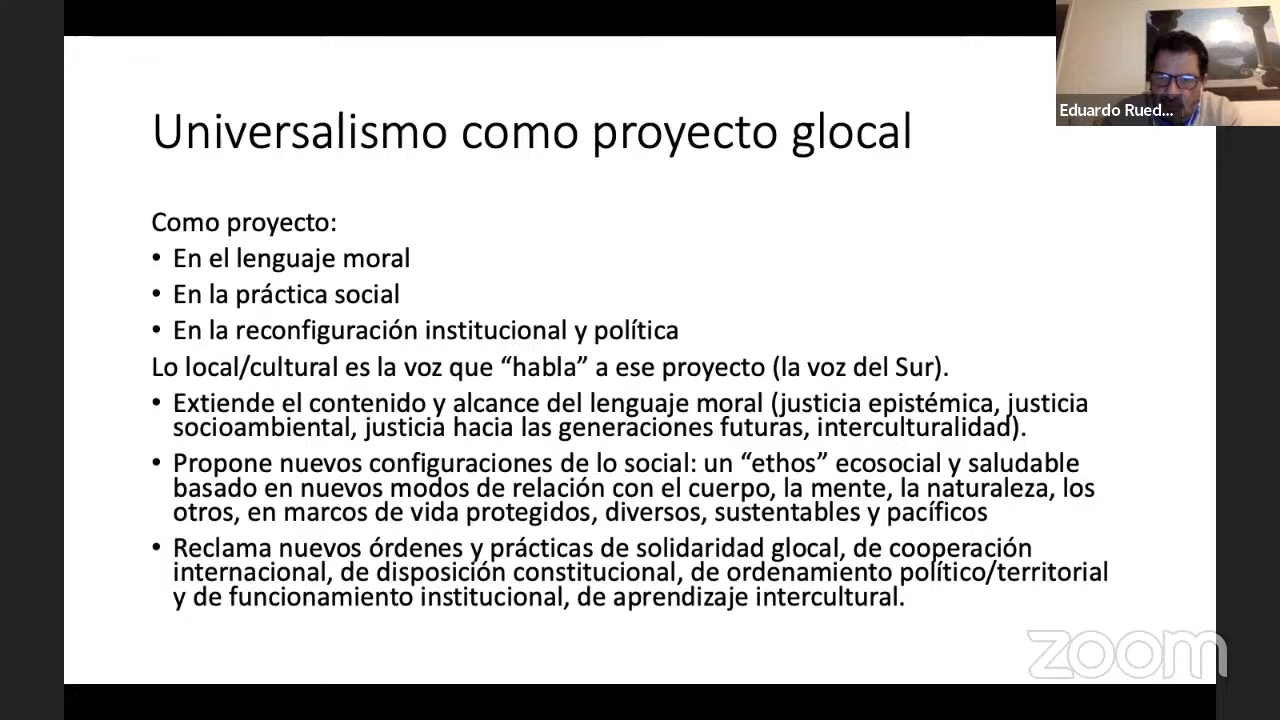 Universalismo como proyecto glocal
Eduardo Rued...
Como proyecto:
• En el lenguaje moral
• En la práctica social
• En la reconfiguración institucional y política
Lo local/cultural es la voz que “habla” a ese proyecto (la voz del Sur).
• Extiende el contenido y alcance del lenguaje moral (justicia epistémica, justicia
socioambiental, justicia hacia las generaciones futuras, interculturalidad).
• Propone nuevos configuraciones de lo social: un “ethos” ecosocial y saludable
basado en nuevos modos de relación con el cuerpo, la mente, la naturaleza, los
otros, en marcos de vida protegidos, diversos, sustentables y pacíficos
• Reclama nuevos órdenes y prácticas de solidaridad glocal, de cooperación
internacional, de disposición constitucional, de ordenamiento político/territorial
y de funcionamiento institucional, de aprendizaje intercultural.
zoom